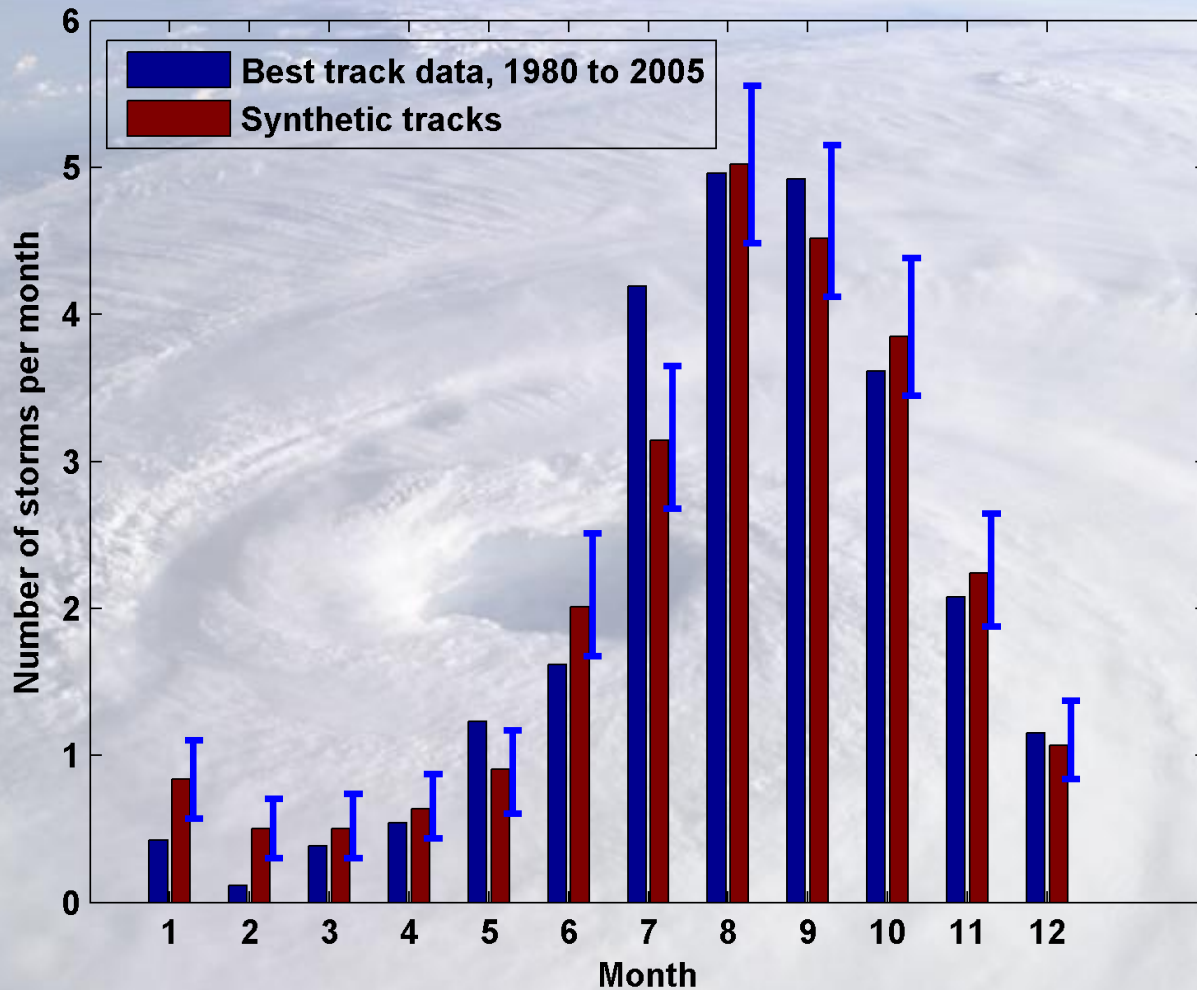 Best track data, 1980 to 2005
Synthetic tracks
Number of storms per month
6
5
4
3
2
1
0
1 2 3 4 5 6 7 8 9 10 11 12
Month